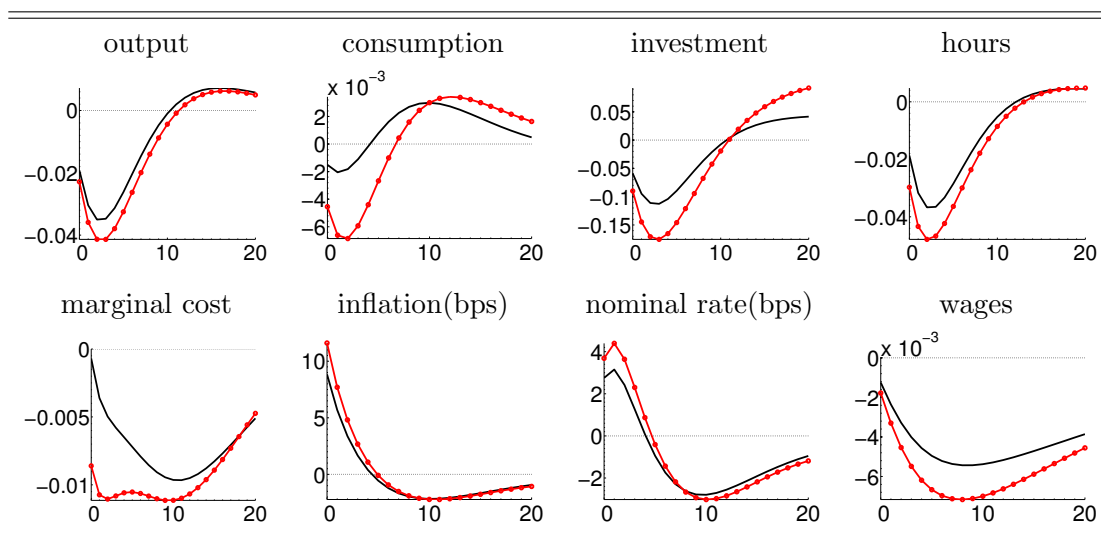 output consumption investment hours
x 10⁻³
0 2 0.05 0
0 0
−0.02 −2 −0.05 −0.02
−4 −0.1
−0.04 −6 −0.15 −0.04
0 10 20 0 10 20 0 10 20 0 10 20
marginal cost inflation(bps) nominal rate(bps) wages
x 10⁻³
0 10 4 0
2 −2
−0.005 5 0 −4
−0.01 0 −2 −6
0 10 20 0 10 20 0 10 20 0 10 20